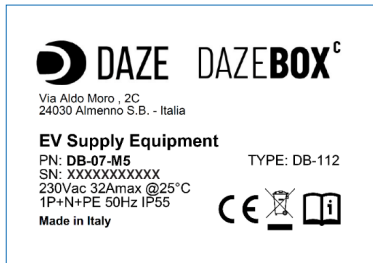 DAZE DAZEBOX C
Via Aldo Moro , 2C
24030 Almenno S.B. - Italia
EV Supply Equipment
PN: DB-07-M5 TYPE: DB-112
SN: XXXXXXXXXXX
230Vac 32Amax @25°C
1P+N+PE 50Hz IP55
Made in Italy
CE